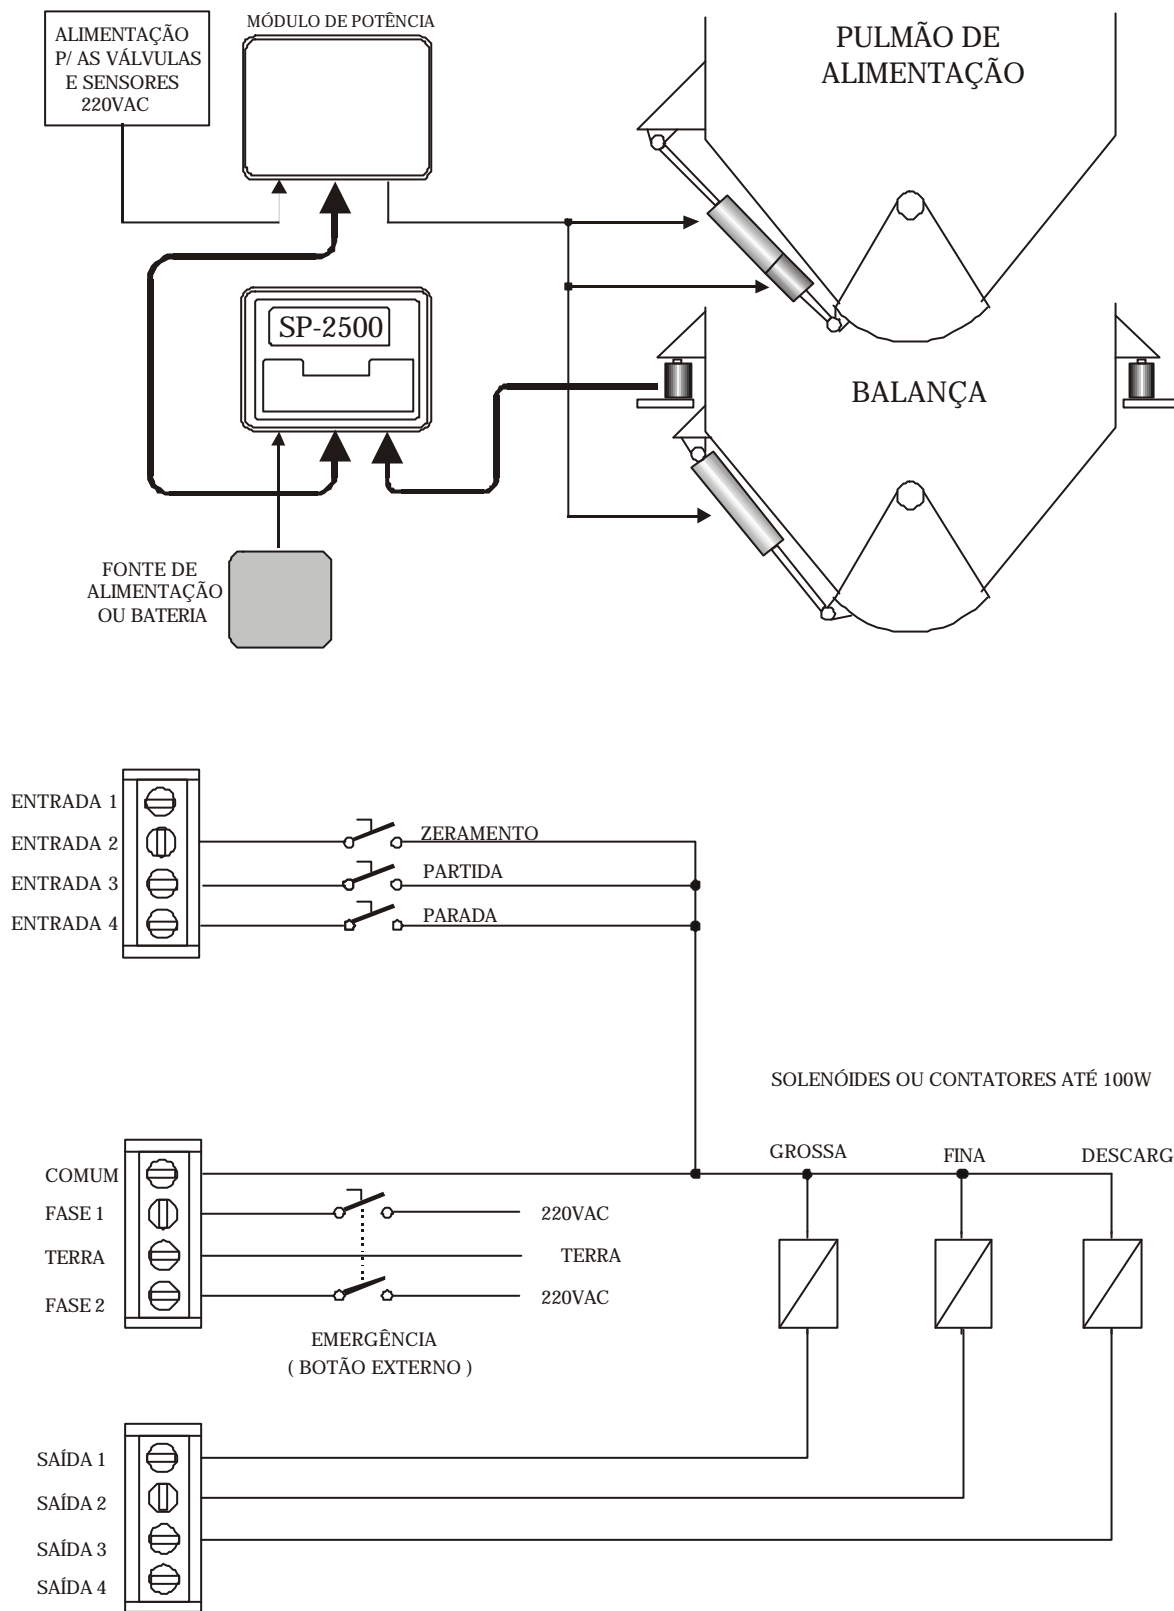 ALIMENTAÇÃO
P/ AS VÁLVULAS
E SENSORES
220VAC
MÓDULO DE POTÊNCIA
PULMÃO DE
ALIMENTAÇÃO
SP-2500
BALANÇA
FONTE DE
ALIMENTAÇÃO
OU BATERIA
ENTRADA 1
ENTRADA 2
ZERAMENTO
ENTRADA 3
PARTIDA
ENTRADA 4
PARADA
SOLENÓIDES OU CONTATORES ATÉ 100W
GROSSA
FINA
DESCARG
COMUM
FASE 1
220VAC
TERRA
TERRA
FASE 2
220VAC
EMERGÊNCIA
( BOTÃO EXTERNO )
SAÍDA 1
SAÍDA 2
SAÍDA 3
SAÍDA 4